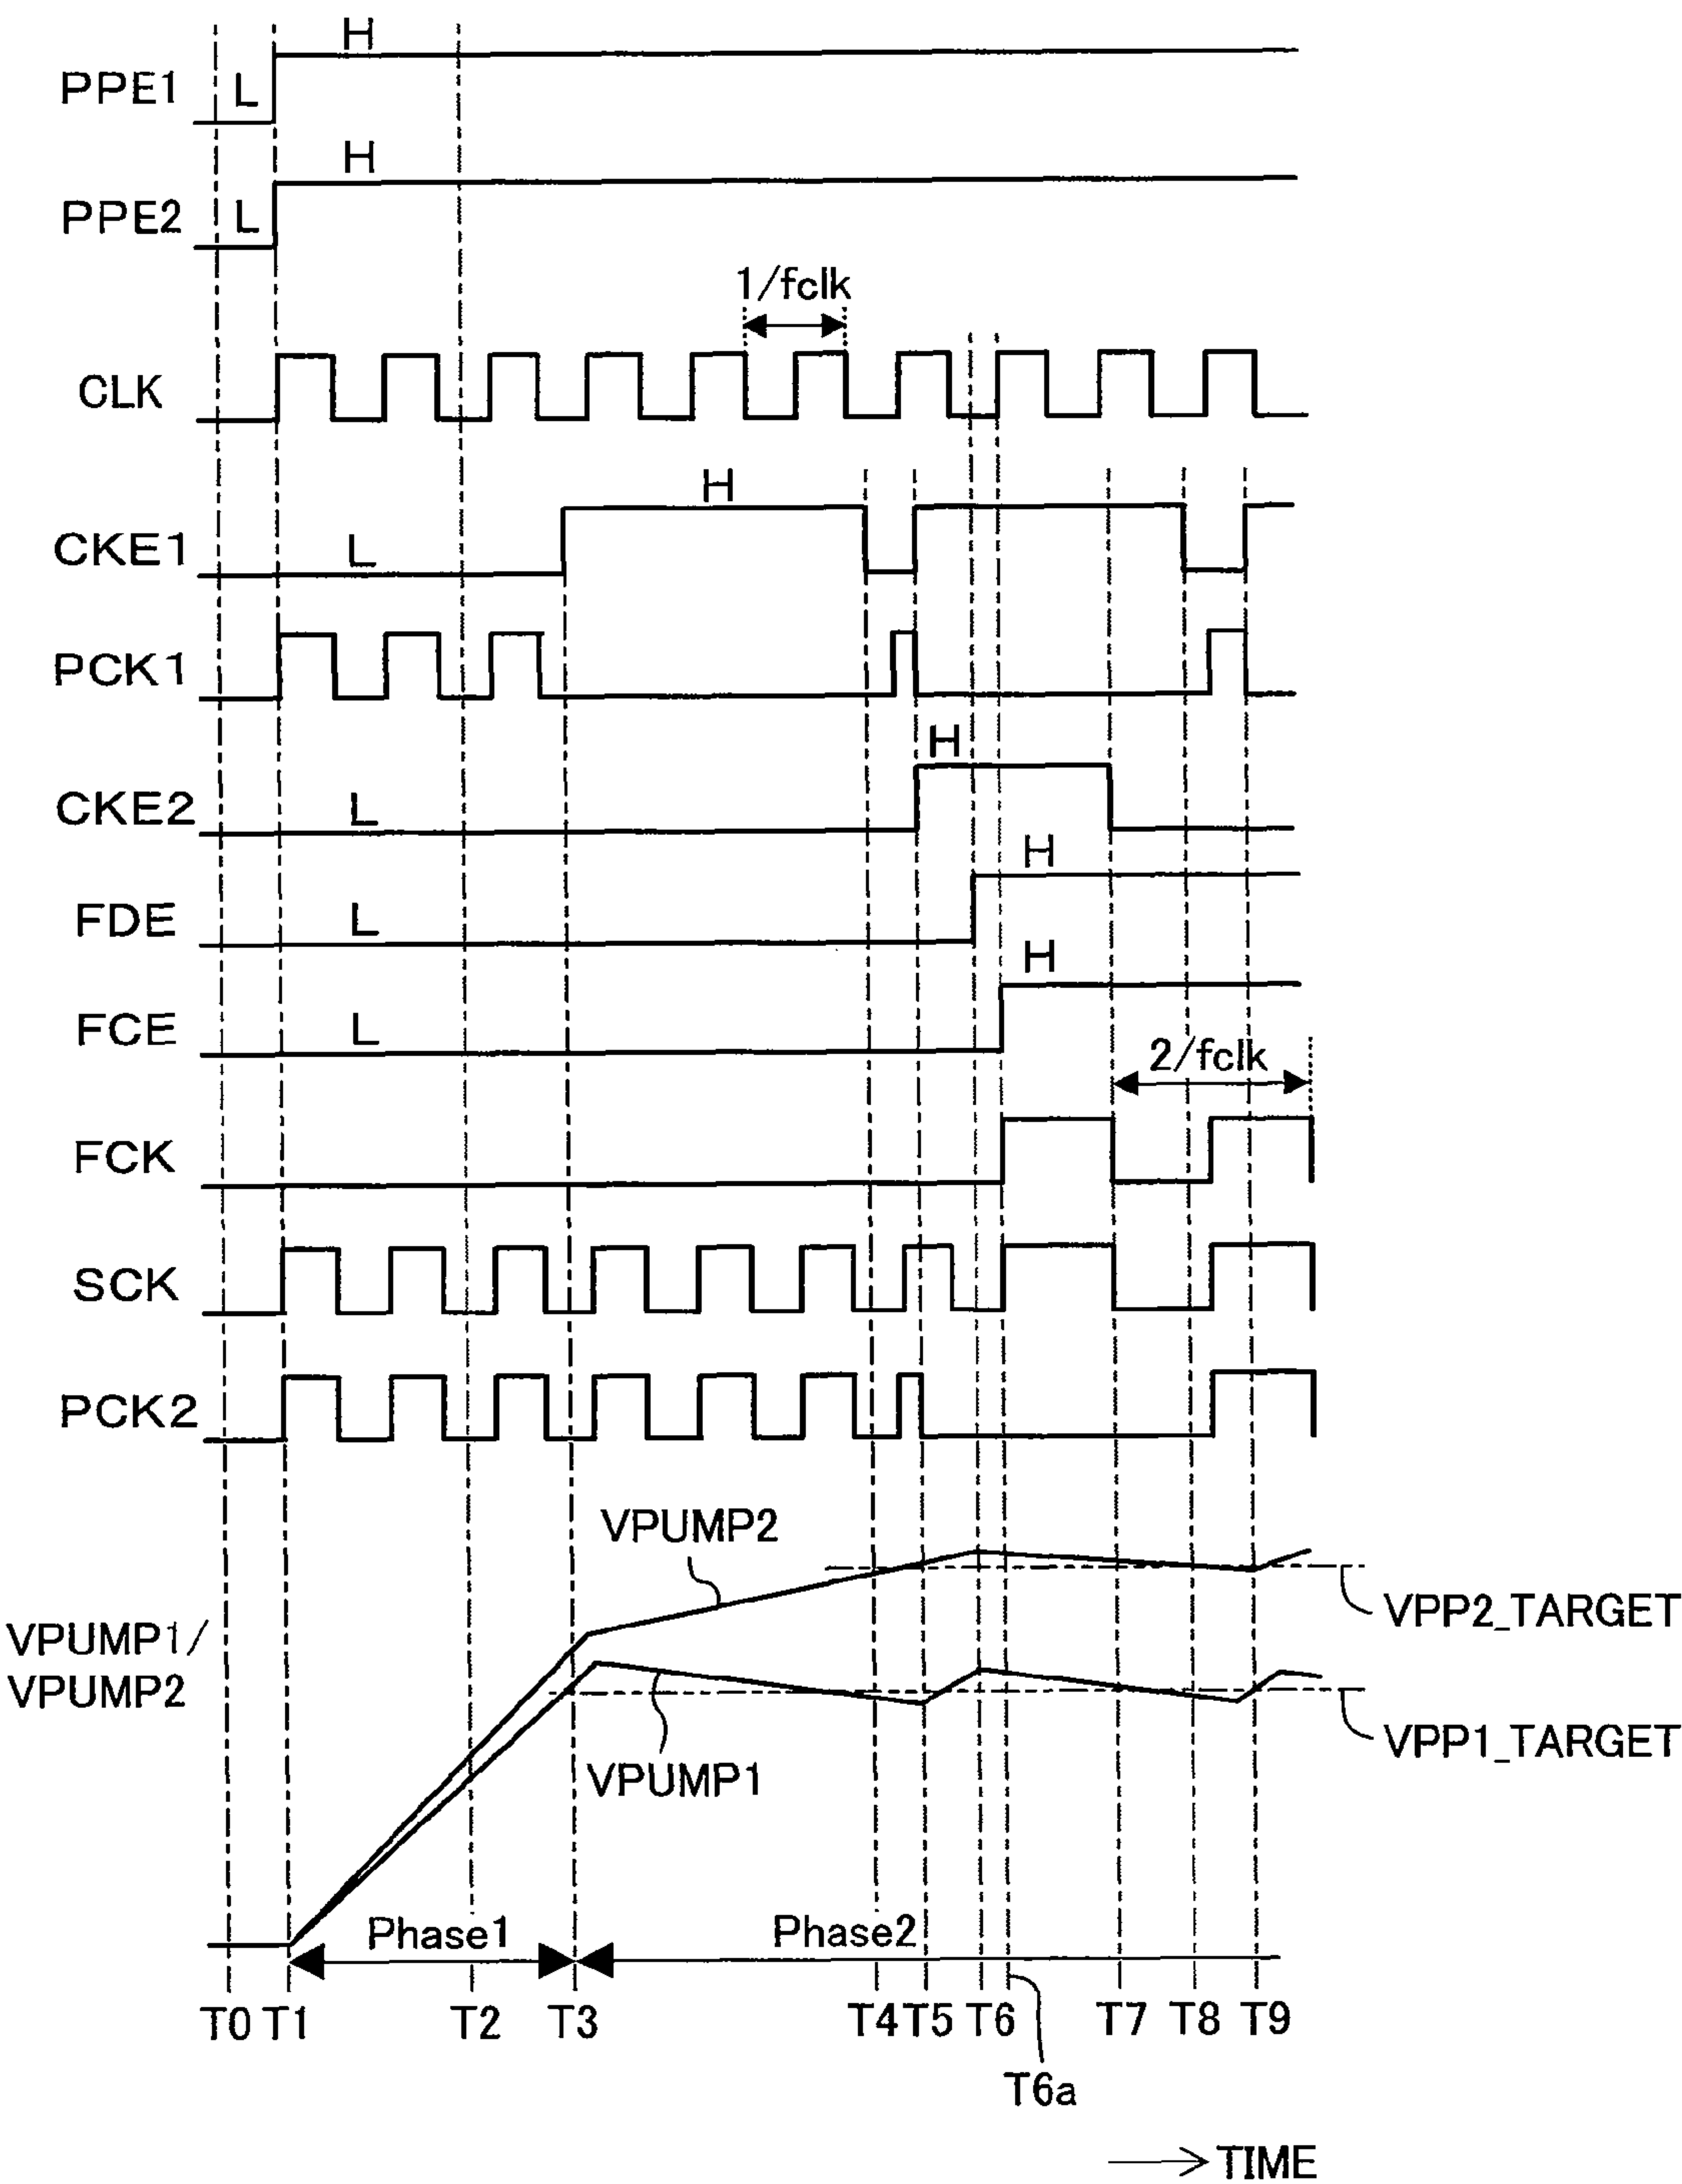 H
PPE1 L
H
PPE2 L
1/fclk
CLK
H
CKE1 L
PCK1
H
CKE2 L
H
FDE L
H
FCE L
2/fclk
FCK
SCK
PCK2
VPUMP2
VPP2_TARGET
VPUMP1/
VPUMP2
VPP1_TARGET
VPUMP1
Phase1 Phase2
T0 T1 T2 T3 T4 T5 T6 T7 T8 T9
T6a
TIME